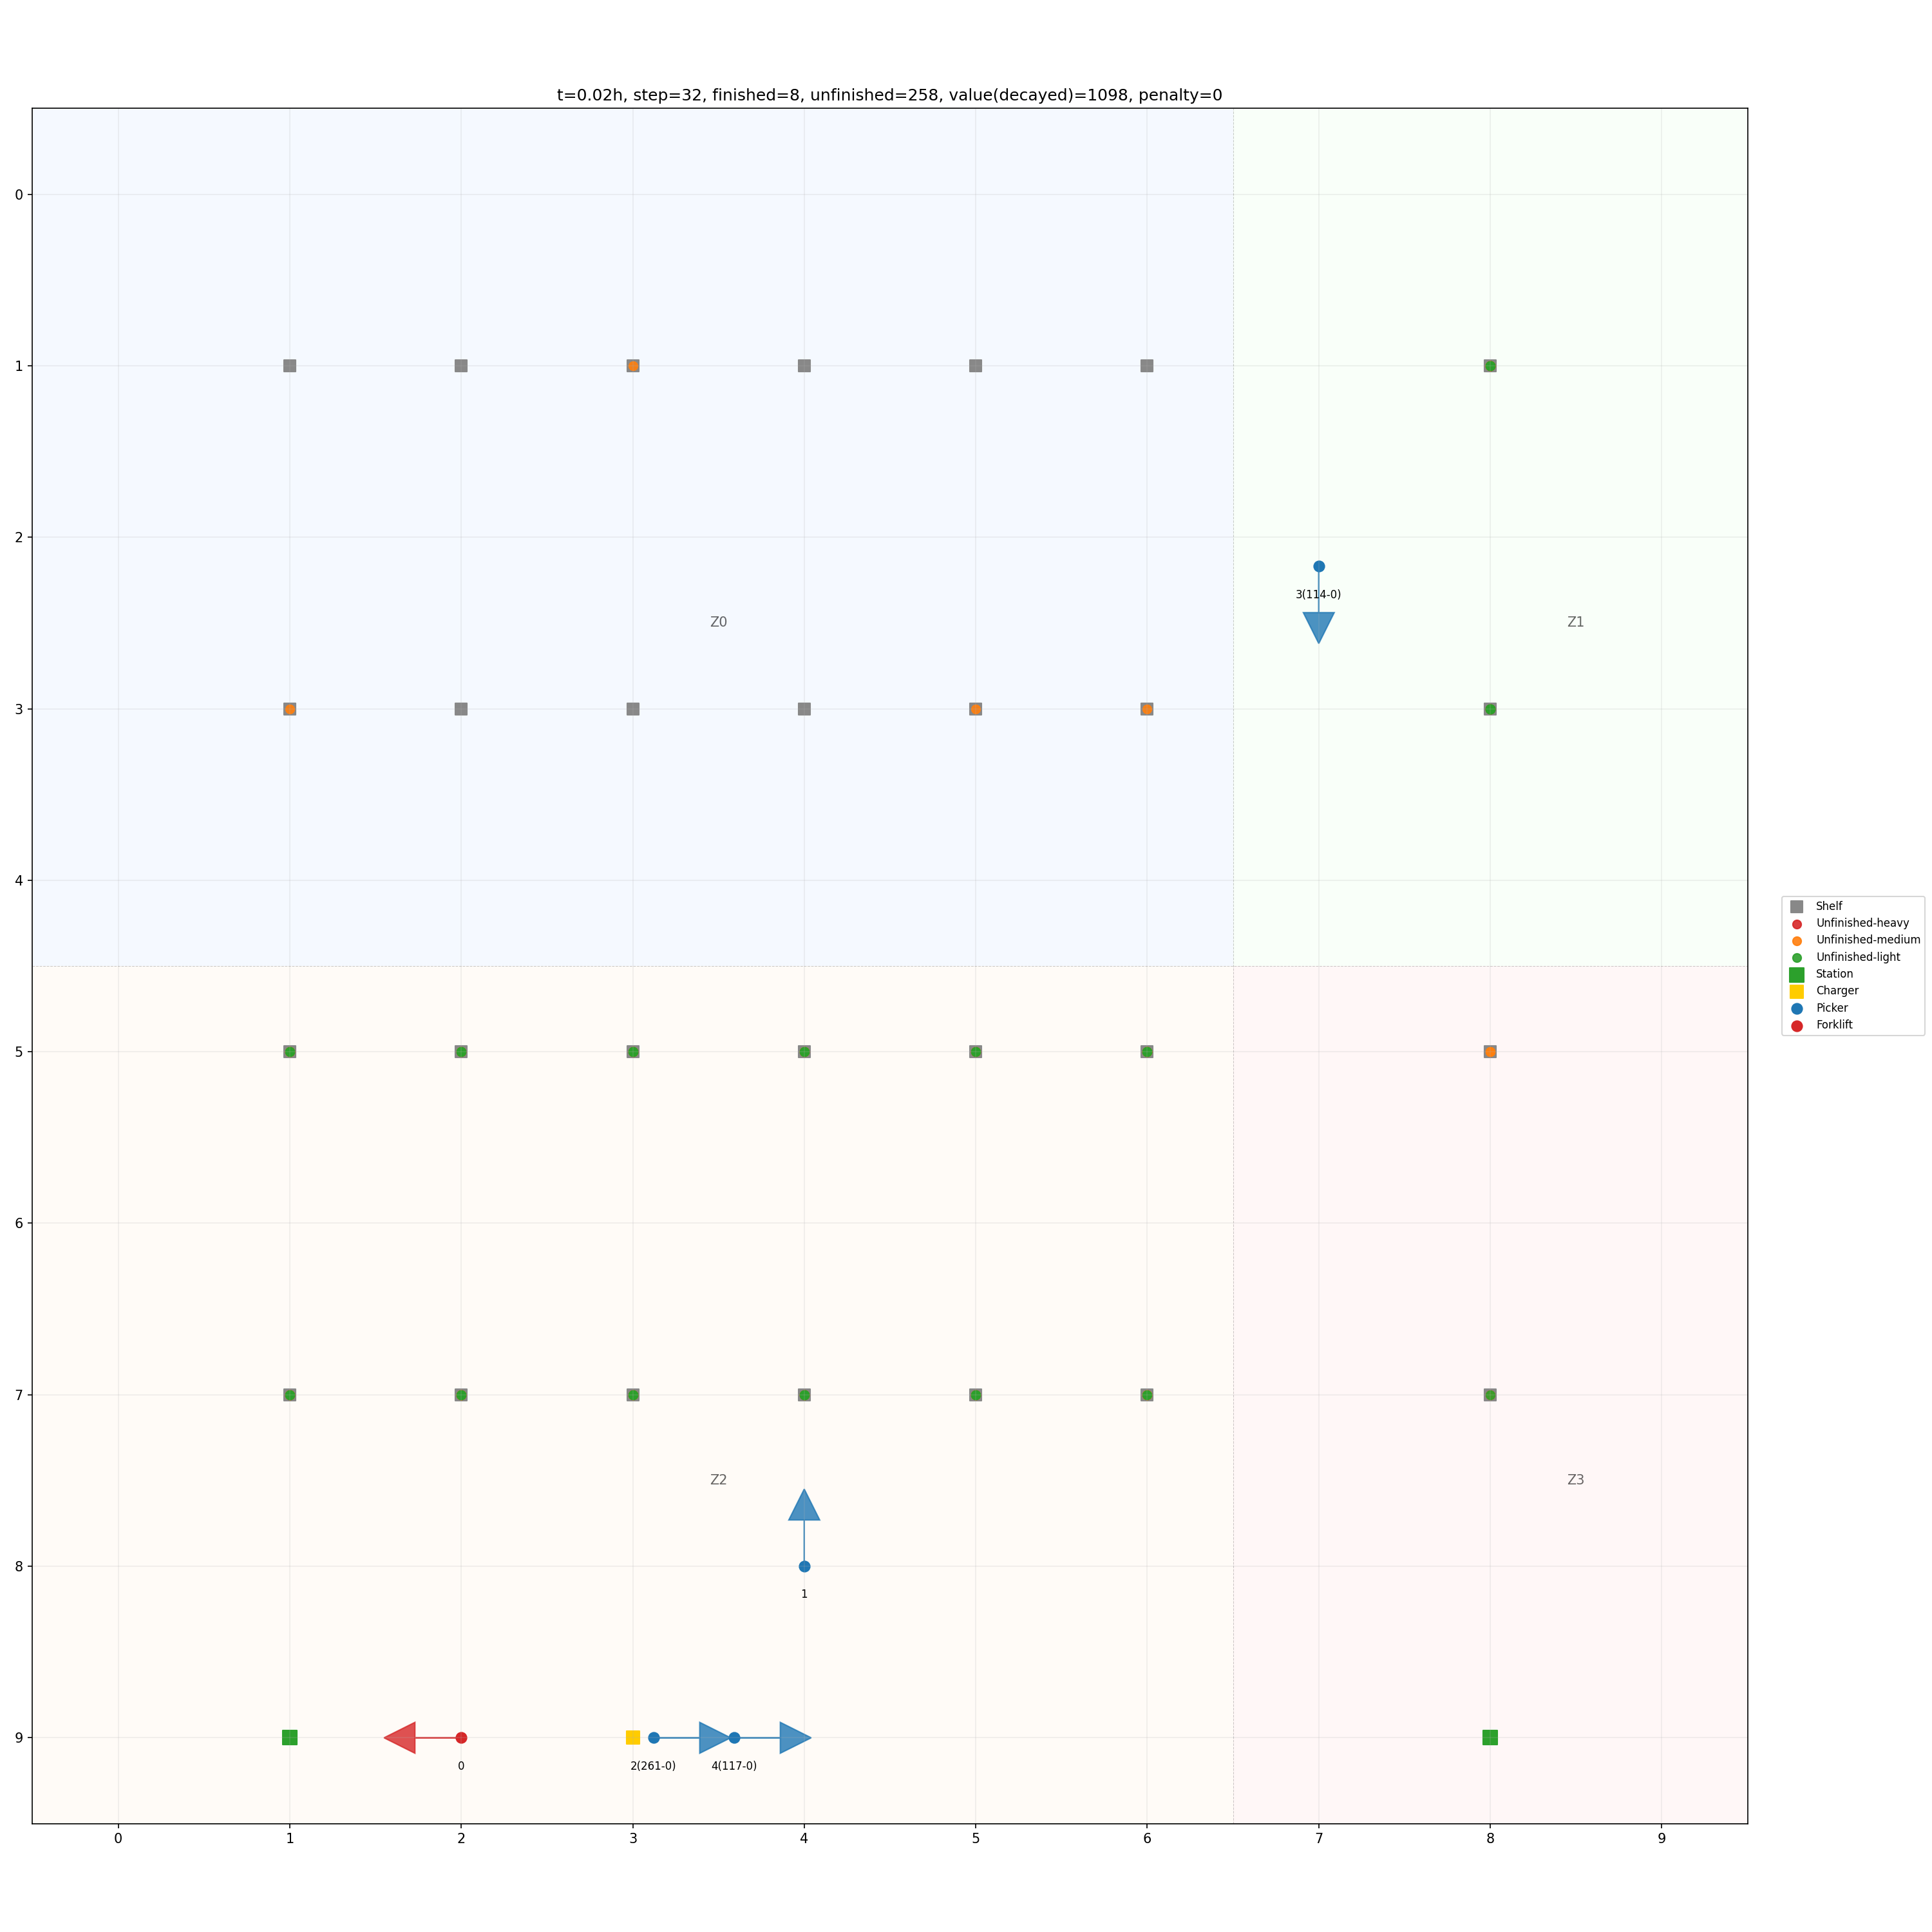 t=0.02h, step=32, finished=8, unfinished=258, value(decayed)=1098, penalty=0
0
1
2
3(114-0)
Z0
Z1
3
4
Shelf
Unfinished-heavy
Unfinished-medium
Unfinished-light
Station
Charger
Picker
Forklift
5
6
7
Z2
Z3
8
1
9
0
2(261-0)
4(117-0)
0 1 2 3 4 5 6 7 8 9